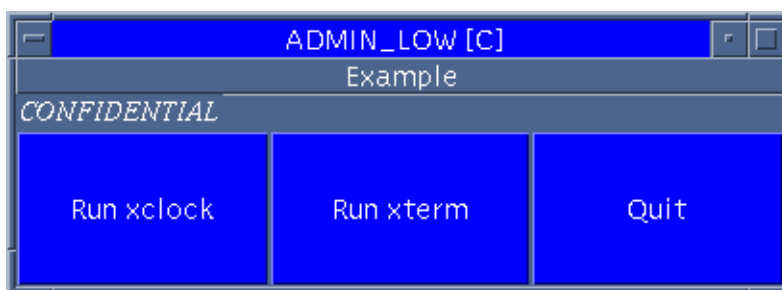 ADMIN_LOW [C]
Example
CONFIDENTIAL
Run xclock Run xterm Quit